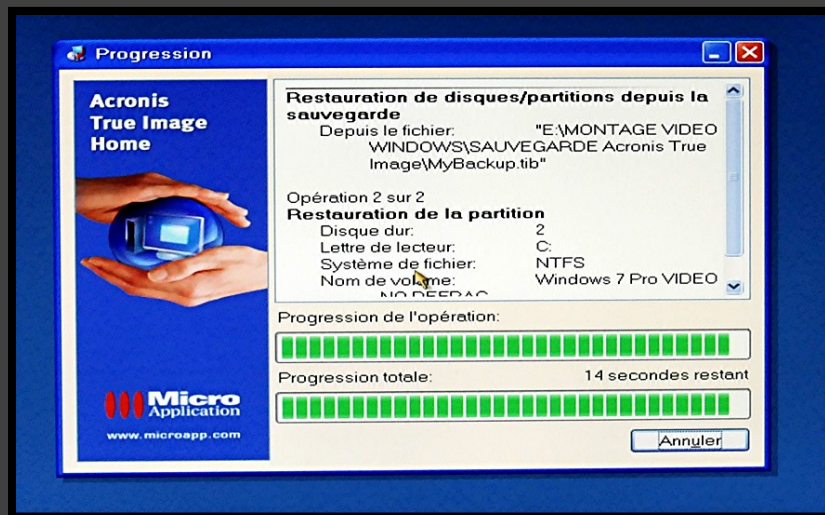 Progression
Acronis
True Image
Home
Restauration de disques/partitions depuis la
sauvegarde
Depuis le fichier: "E:\MONTAGE VIDEO
WINDOWS\SAUVEGARDE Acronis True
Image\MyBackup.tib"
Opération 2 sur 2
Restauration de la partition
Disque dur: 2
Lettre de lecteur: C:
Système de fichier: NTFS
Nom de volume: Windows 7 Pro VIDEO
NO DEFRAG
Progression de l'opération:
Progression totale: 14 secondes restant
Micro
Application
www.microapp.com
Annuler